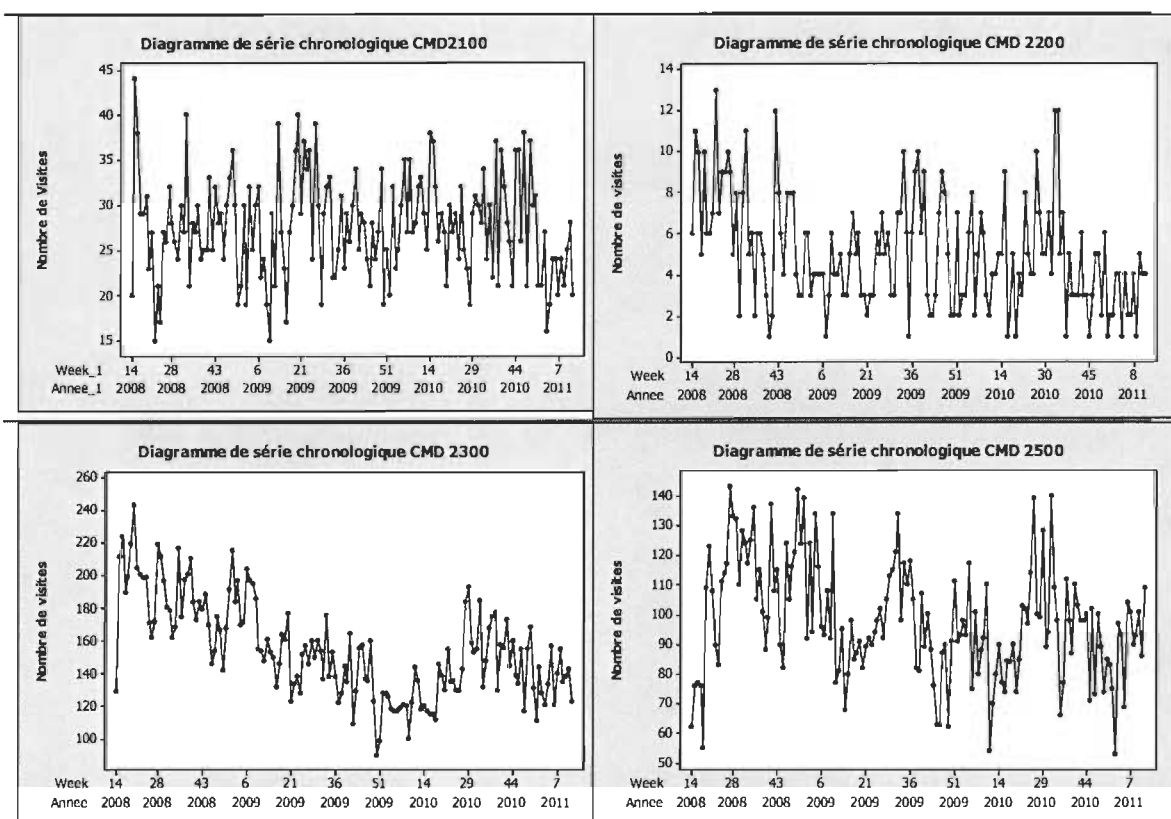 Diagramme de série chronologique CMD2100
Nombre de Visites
45
40
35
30
25
20
15
Week_1 14 28 43 6 21 36 51 14 29 44 7
Annee_1 2008 2008 2008 2009 2009 2009 2009 2010 2010 2010 2011
Diagramme de série chronologique CMD 2200
Nombre de visites
14
12
10
8
6
4
2
0
Week 14 28 43 6 21 36 51 14 30 45 8
Annee 2008 2008 2008 2009 2009 2009 2009 2010 2010 2010 2011
Diagramme de série chronologique CMD 2300
Nombre de visites
260
240
220
200
180
160
140
120
100
Week 14 28 43 6 21 36 51 14 29 44 7
Annee 2008 2008 2008 2009 2009 2009 2009 2010 2010 2010 2011
Diagramme de série chronologique CMD 2500
Nombre de visites
140
130
120
110
100
90
80
70
60
50
Week 14 28 43 6 21 36 51 14 29 44 7
Annee 2008 2008 2008 2009 2009 2009 2009 2010 2010 2010 2011